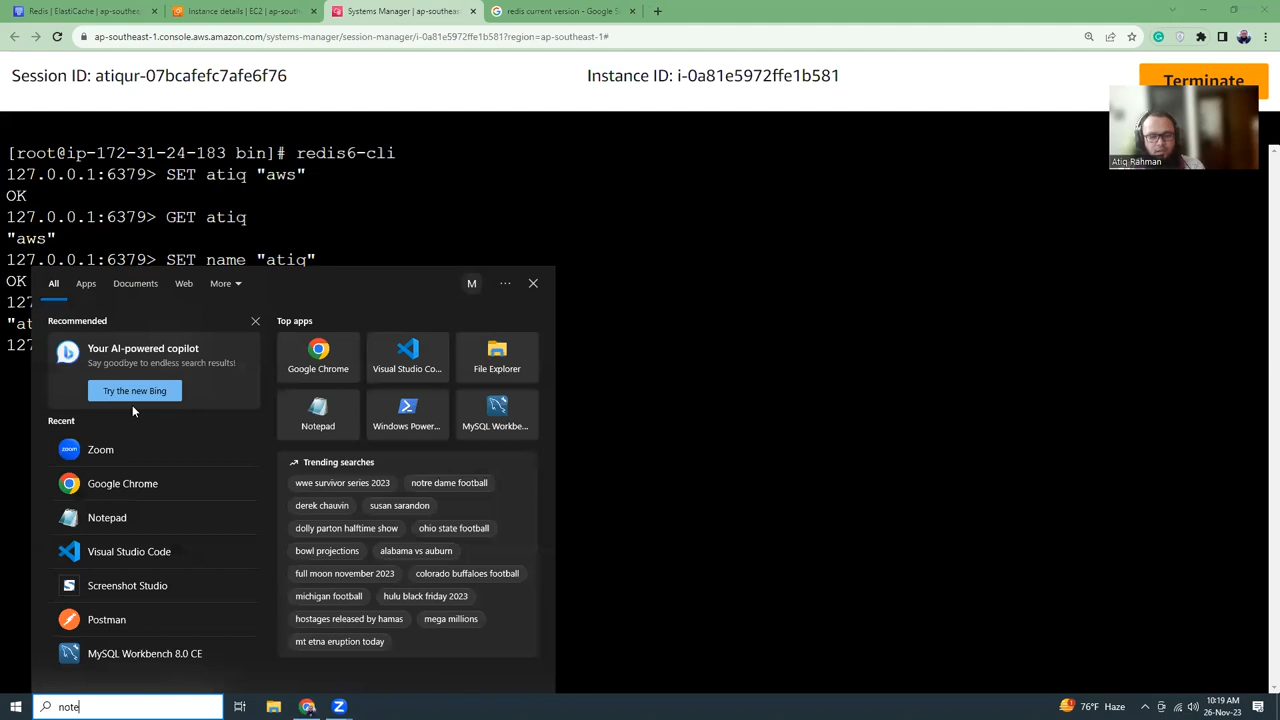 Redis | ElastiCache | ap-southea
Instance details | EC2 | ap-sout
Systems Manager | ap-southeast
redis current version - Google S
ap-southeast-1.console.aws.amazon.com/systems-manager/session-manager/i-0a81e5972ffe1b581?region=ap-southeast-1#
Session ID: atiqur-07bcafefc7afe6f76
Instance ID: i-0a81e5972ffe1b581
Terminate
Atiq Rahman
[root@ip-172-31-24-183 bin]# redis6-cli
127.0.0.1:6379> SET atiq "aws"
OK
127.0.0.1:6379> GET atiq
"aws"
127.0.0.1:6379> SET name "atiq"
OK
12
"at
12
All
Apps
Documents
Web
More
M
Recommended
Your AI-powered copilot
Say goodbye to endless search results!
Try the new Bing
Recent
Zoom
Google Chrome
Notepad
Visual Studio Code
Screenshot Studio
Postman
MySQL Workbench 8.0 CE
Top apps
Google Chrome
Visual Studio Co...
File Explorer
Notepad
Windows Power...
MySQL Workbe...
Trending searches
wwe survivor series 2023
notre dame football
derek chauvin
susan sarandon
dolly parton halftime show
ohio state football
bowl projections
alabama vs auburn
full moon november 2023
colorado buffaloes football
michigan football
hulu black friday 2023
hostages released by hamas
mega millions
mt etna eruption today
note
76°F Haze
10:19 AM
26-Nov-23